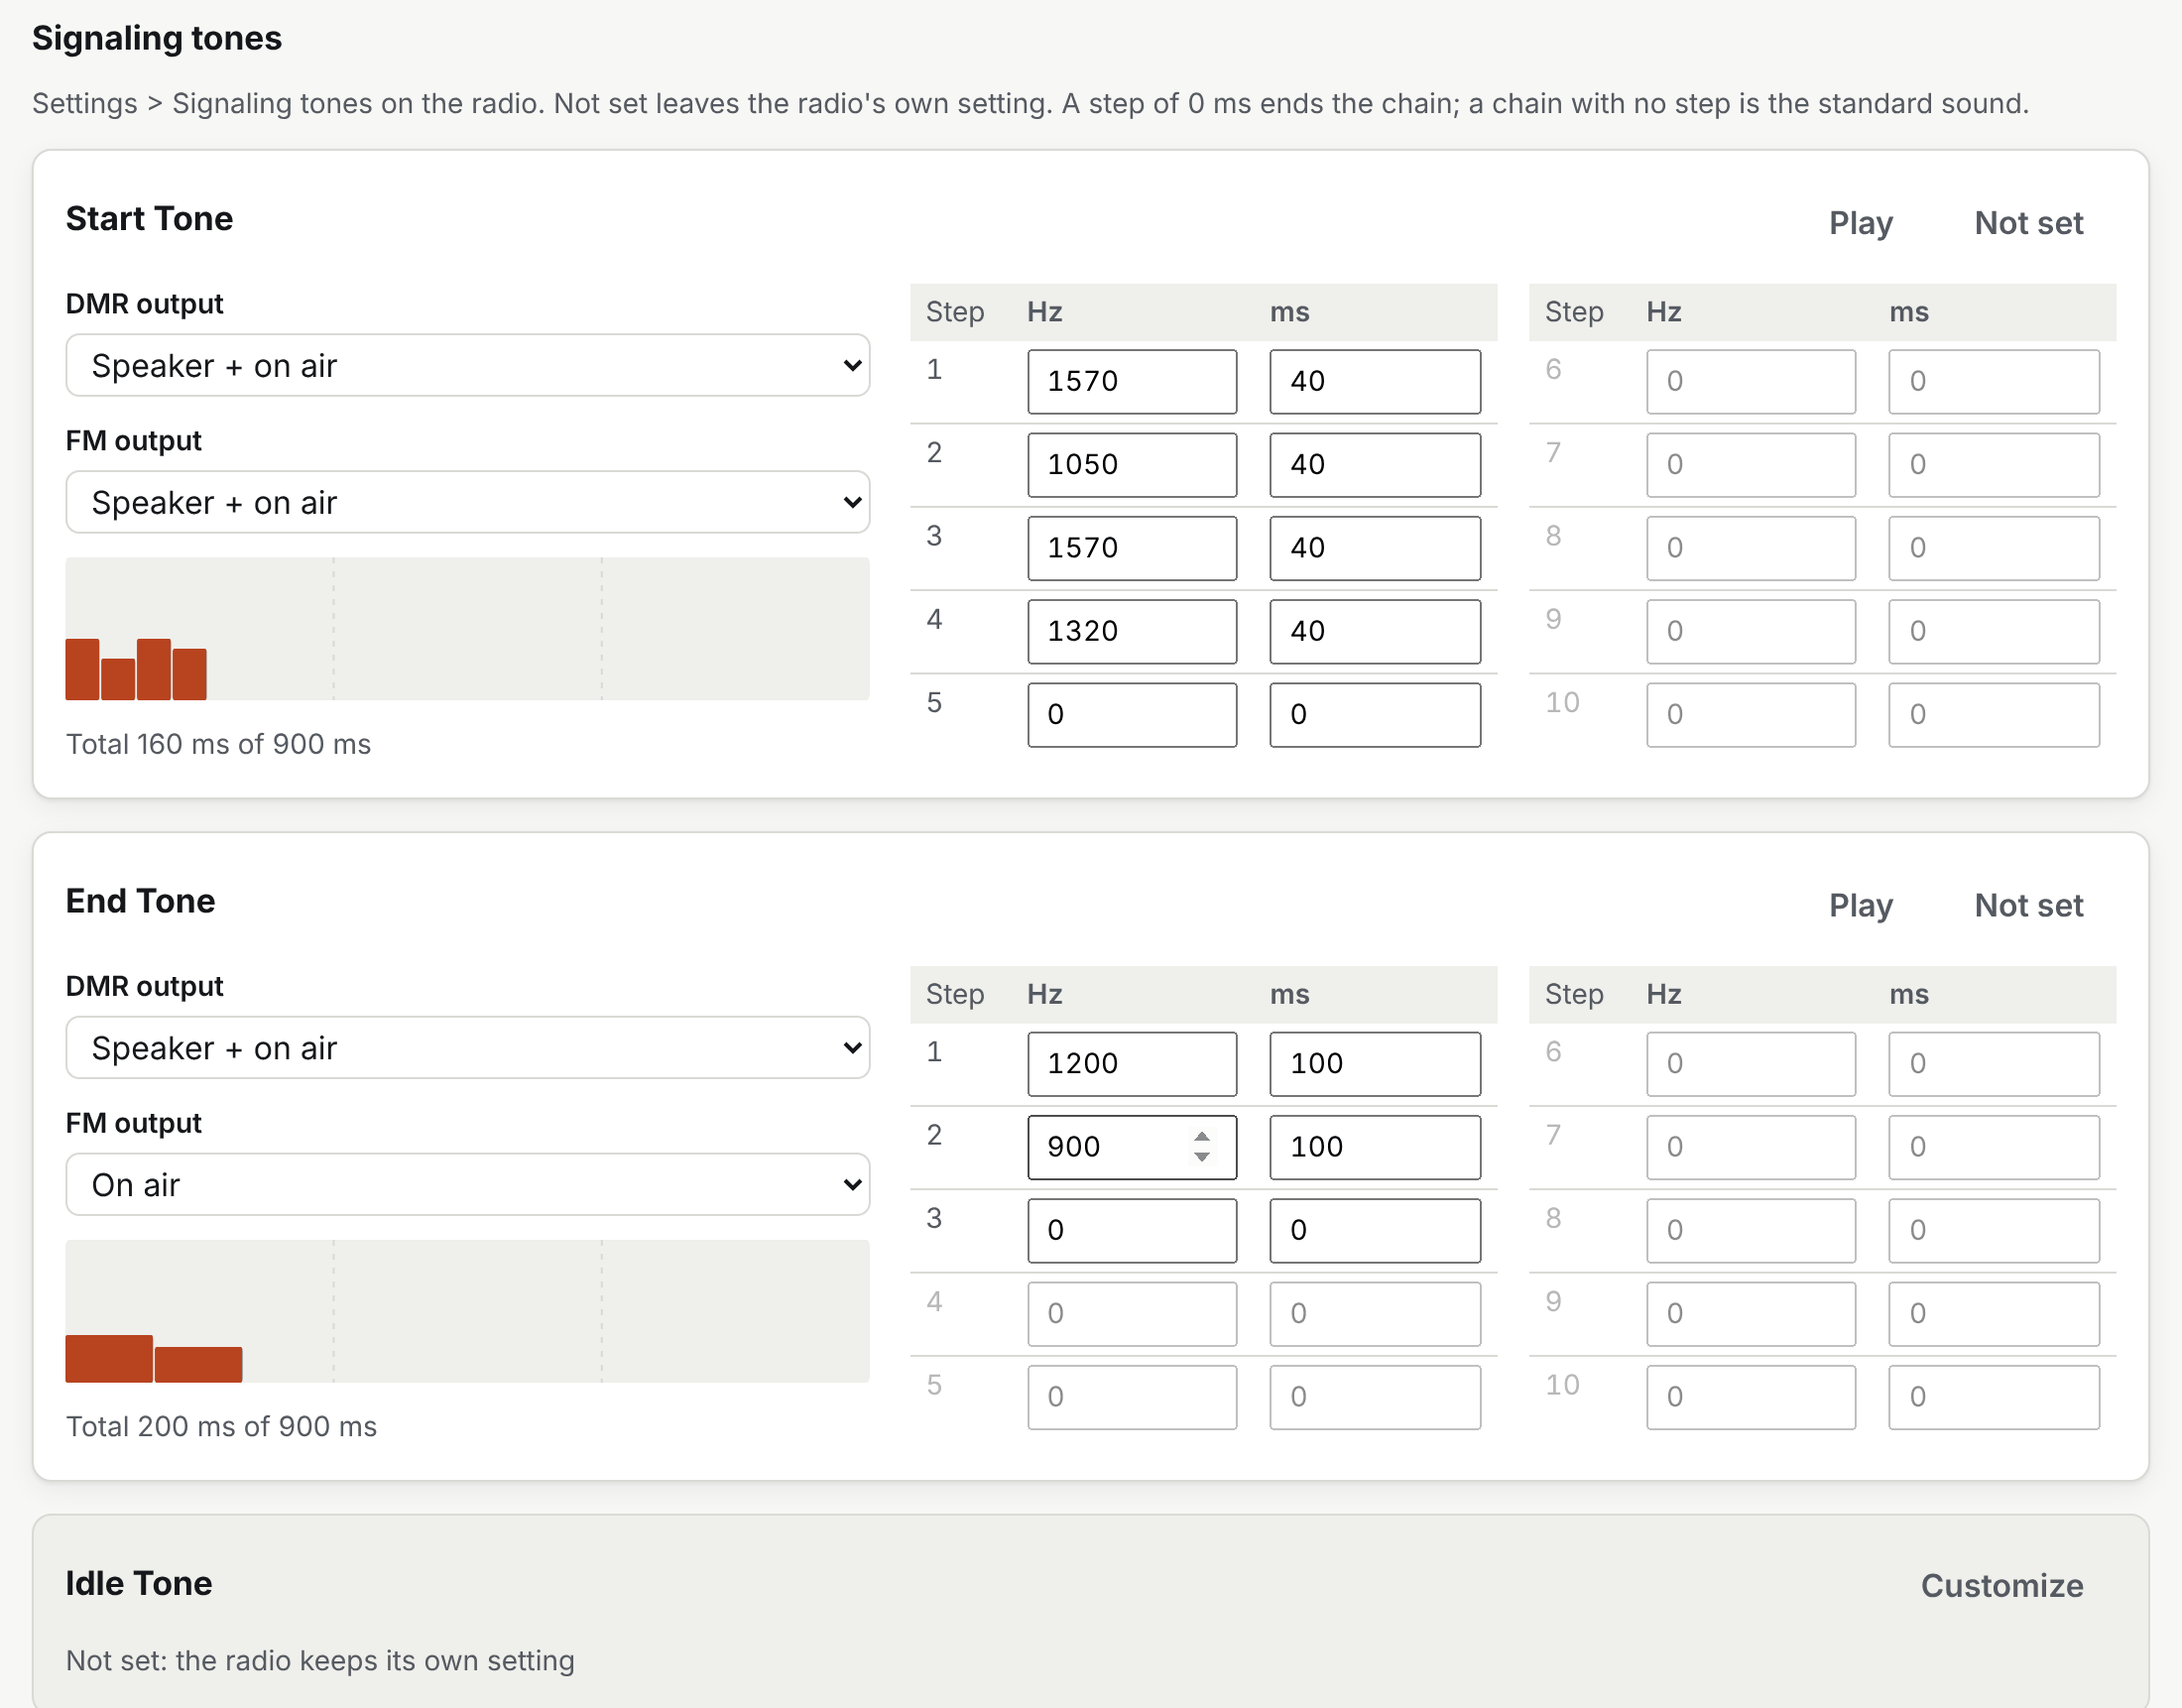 Signaling tones
Settings > Signaling tones on the radio. Not set leaves the radio's own setting. A step of 0 ms ends the chain; a chain with no step is the standard sound.
Start Tone
Play Not set
DMR output
Speaker + on air
FM output
Speaker + on air
Total 160 ms of 900 ms
Step Hz ms
1 1570 40
2 1050 40
3 1570 40
4 1320 40
5 0 0
Step Hz ms
6 0 0
7 0 0
8 0 0
9 0 0
10 0 0
End Tone
Play Not set
DMR output
Speaker + on air
FM output
On air
Total 200 ms of 900 ms
Step Hz ms
1 1200 100
2 900 100
3 0 0
4 0 0
5 0 0
Step Hz ms
6 0 0
7 0 0
8 0 0
9 0 0
10 0 0
Idle Tone
Customize
Not set: the radio keeps its own setting